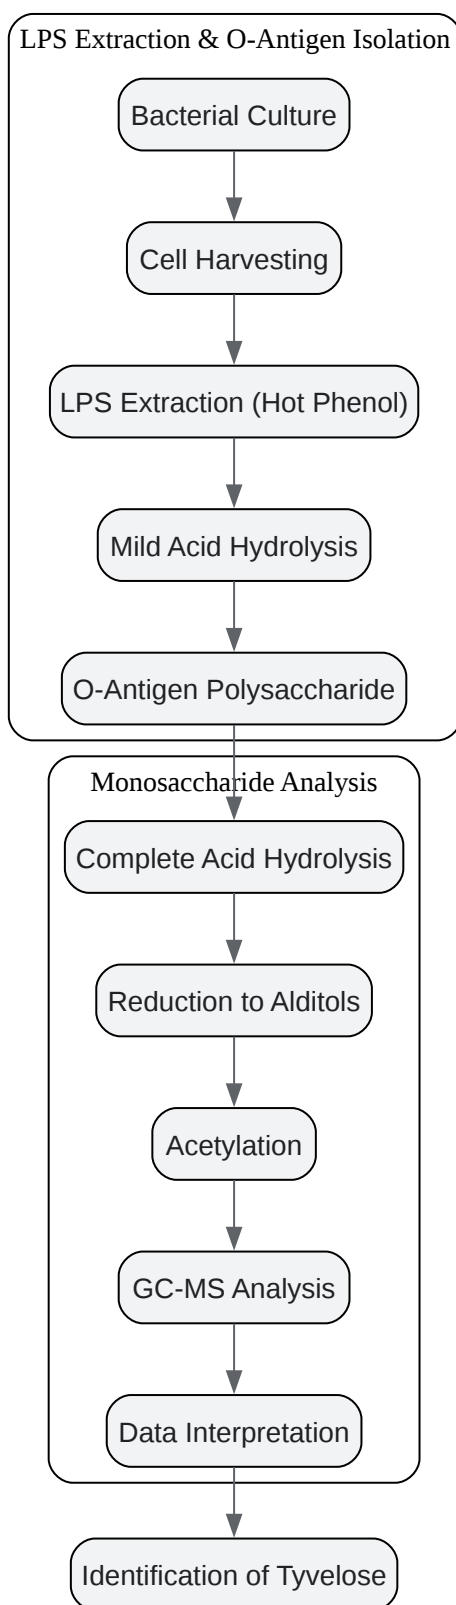 LPS Extraction & O-Antigen Isolation
Bacterial Culture
Cell Harvesting
LPS Extraction (Hot Phenol)
Mild Acid Hydrolysis
O-Antigen Polysaccharide
Monosaccharide Analysis
Complete Acid Hydrolysis
Reduction to Alditols
Acetylation
GC-MS Analysis
Data Interpretation
Identification of Tyvelose